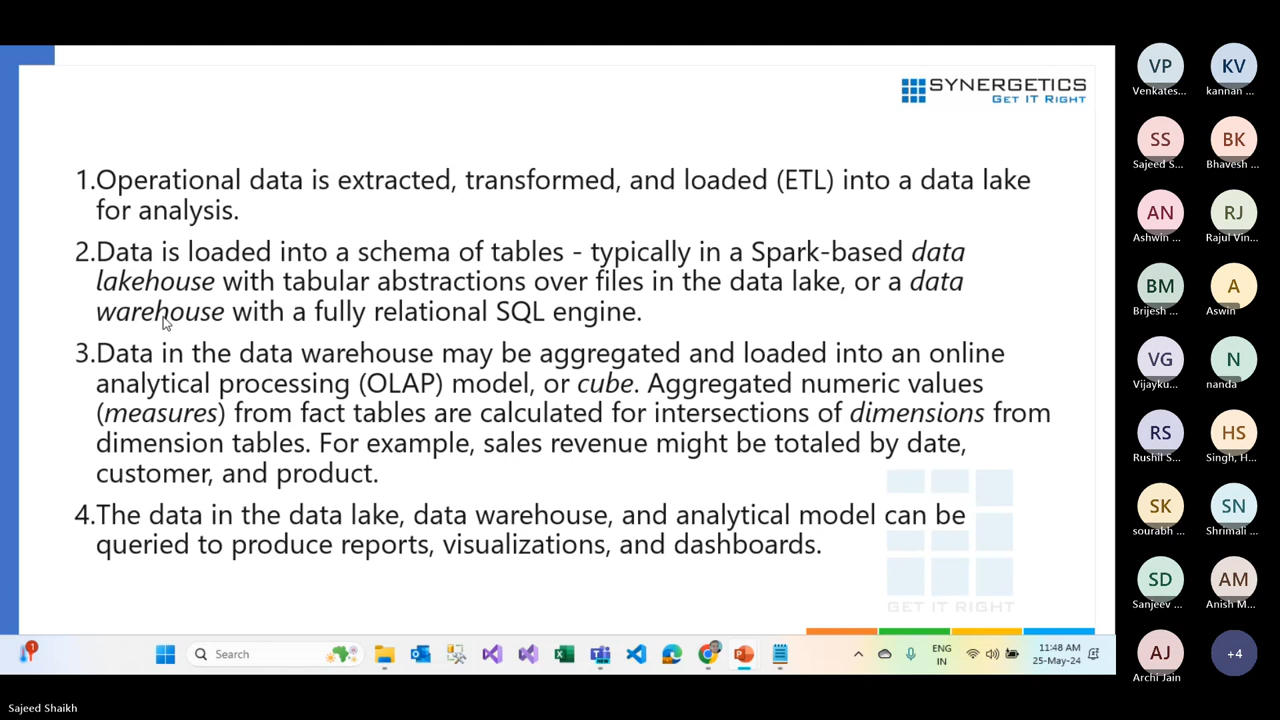 SYNERGETICS
GET IT RIGHT
1.Operational data is extracted, transformed, and loaded (ETL) into a data lake
for analysis.
2.Data is loaded into a schema of tables - typically in a Spark-based data
lakehouse with tabular abstractions over files in the data lake, or a data
warehouse with a fully relational SQL engine.
3.Data in the data warehouse may be aggregated and loaded into an online
analytical processing (OLAP) model, or cube. Aggregated numeric values
(measures) from fact tables are calculated for intersections of dimensions from
dimension tables. For example, sales revenue might be totaled by date,
customer, and product.
4.The data in the data lake, data warehouse, and analytical model can be
queried to produce reports, visualizations, and dashboards.
GET IT RIGHT
1
Search
ENG
IN
11:48 AM
25-May-24
VP
KV
Venkates...
kannan ...
SS
BK
Sajeed S...
Bhavesh ...
AN
RJ
Ashwin ...
Rajul Vin...
BM
A
Brijesh ...
Aswin
VG
N
Vijayku...
nanda
RS
HS
Rushil S...
Singh, H...
SK
SN
sourabh ...
Shrimali ...
SD
AM
Sanjeev ...
Anish M...
AJ
+4
Archi Jain
Sajeed Shaikh